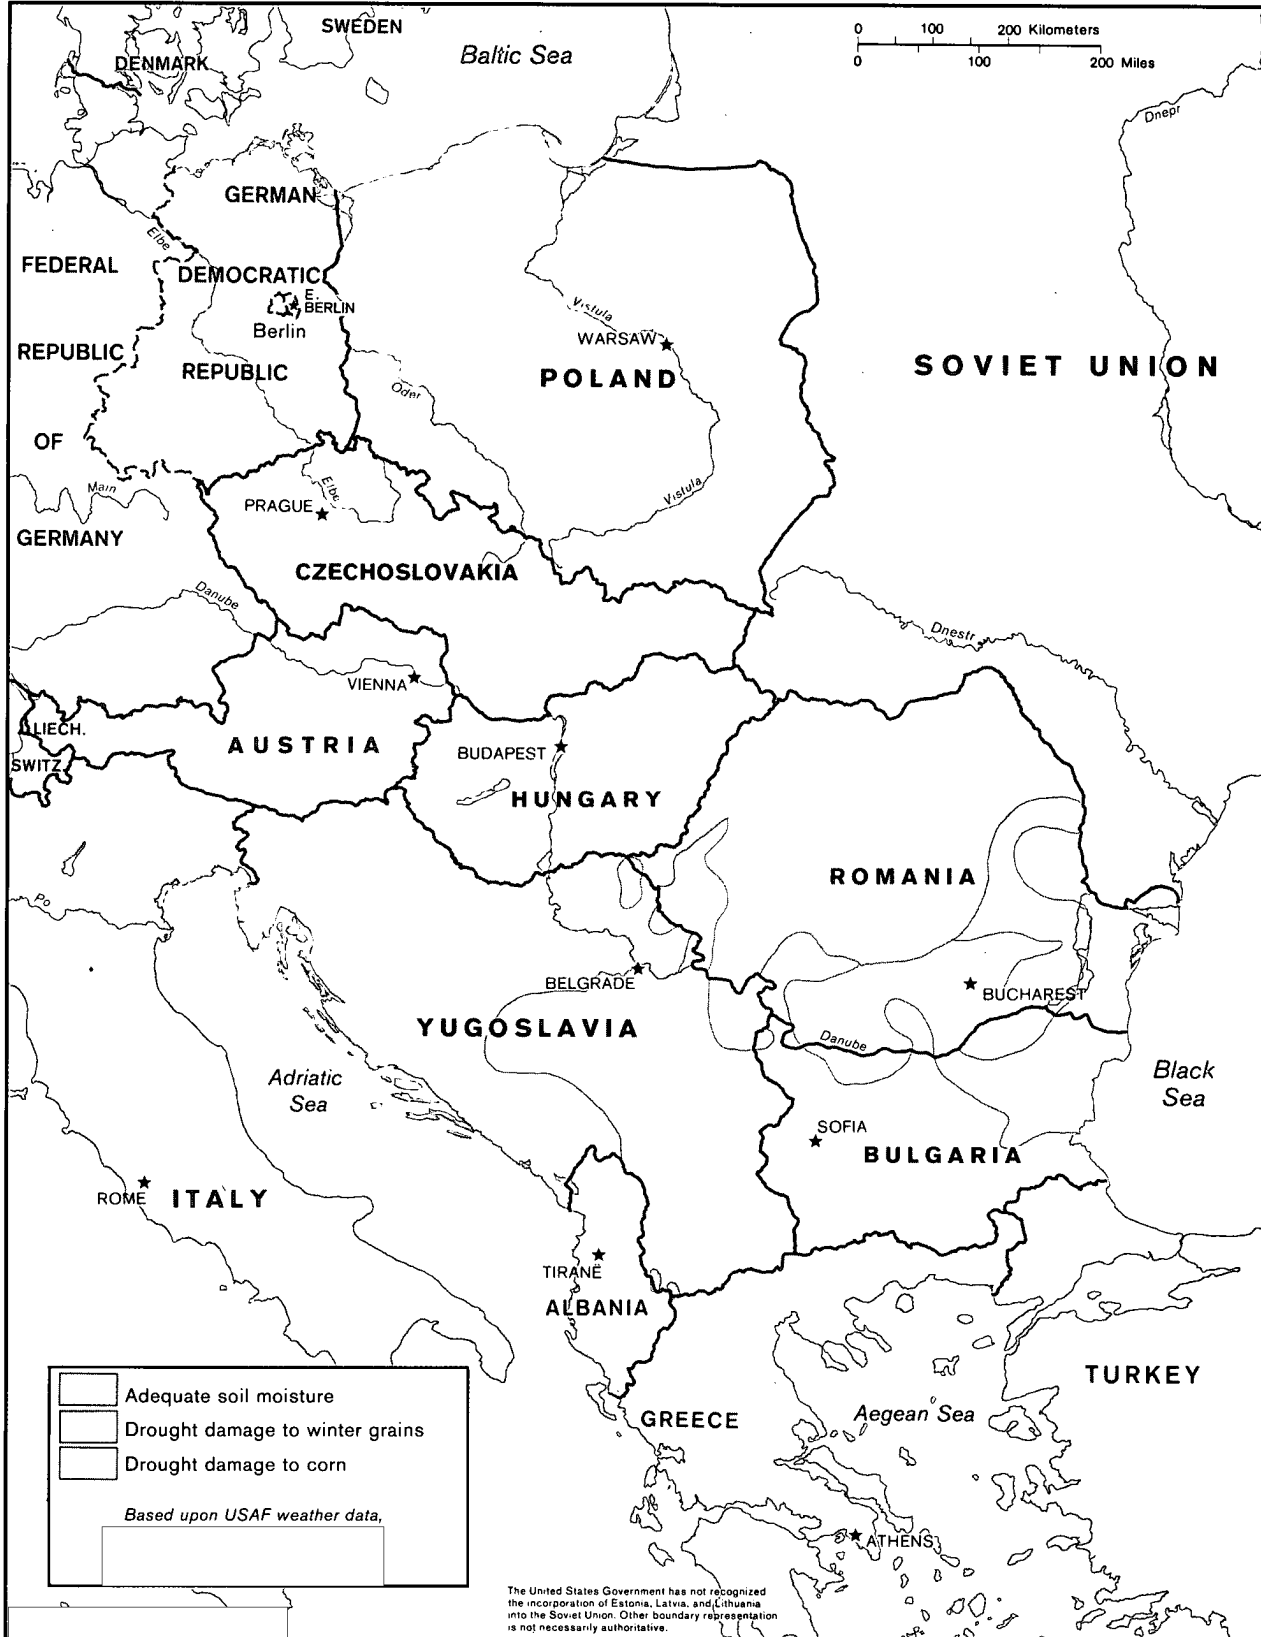 SWEDEN
Baltic Sea
DENMARK
0 100 200 Kilometers
0 100 200 Miles
Dnepr
GERMAN
Elbe
FEDERAL
DEMOCRATIC
E.
BERLIN
Berlin
Vistula
WARSAW
REPUBLIC
REPUBLIC
POLAND
SOVIET UNION
Oder
OF
Main
Elbe
Vistula
PRAGUE
GERMANY
CZECHOSLOVAKIA
Danube
Dnestr
VIENNA
LIECH.
AUSTRIA
BUDAPEST
SWITZ.
HUNGARY
ROMANIA
Po
BELGRADE
BUCHAREST
YUGOSLAVIA
Danube
Adriatic
Sea
Black
Sea
SOFIA
BULGARIA
ROME
ITALY
TIRANË
ALBANIA
TURKEY
GREECE
Aegean Sea
ATHENS
Adequate soil moisture
Drought damage to winter grains
Drought damage to corn
Based upon USAF weather data,
The United States Government has not recognized
the incorporation of Estonia, Latvia, and Lithuania
into the Soviet Union. Other boundary representation
is not necessarily authoritative.